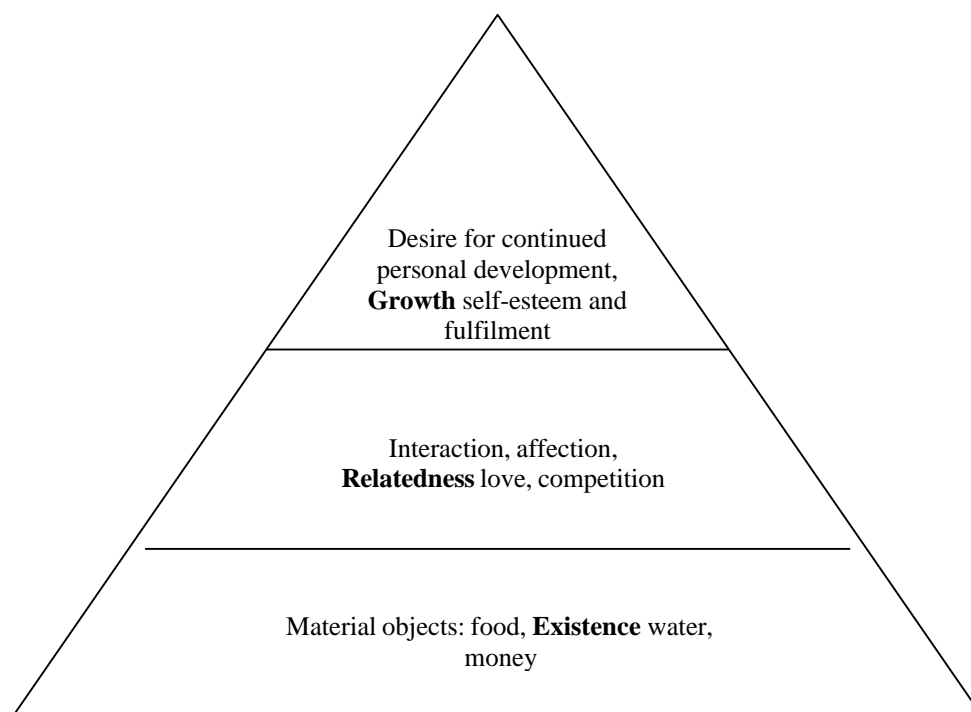 Desire for continued
personal development,
Growth self-esteem and
fulfilment
Interaction, affection,
Relatedness love, competition
Material objects: food, Existence water,
money